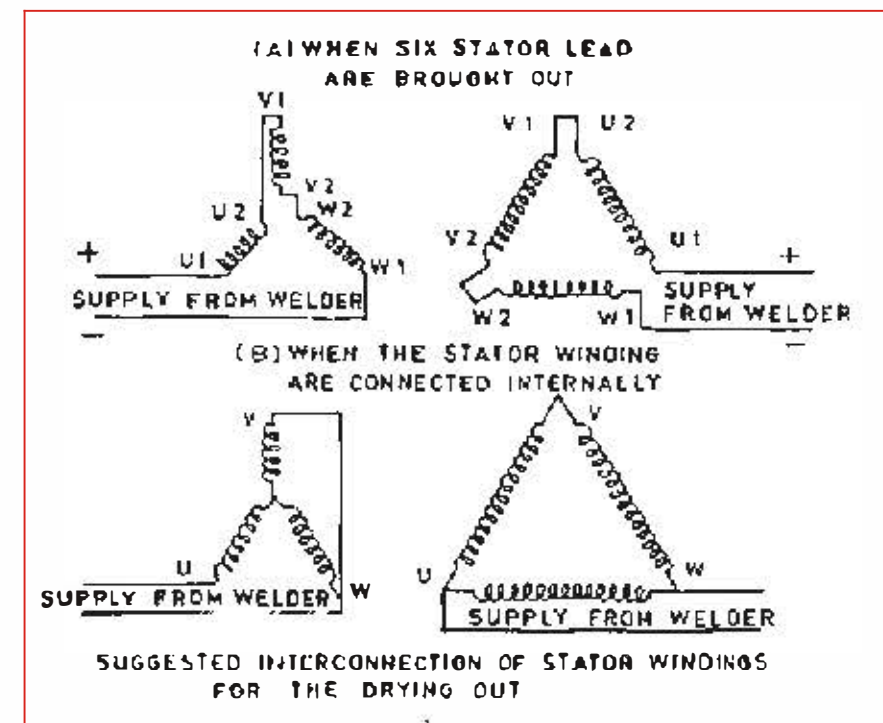 (A) WHEN SIX STATOR LEAD
ARE BROUGHT OUT
V1
V1 U2
V2
W2
U2
V2
U1
+
U1
W1
+
SUPPLY FROM WELDER
SUPPLY
FROM WELDER
W2 W1
—
—
(B) WHEN THE STATOR WINDING
ARE CONNECTED INTERNALLY
V
V
U
W
U
W
SUPPLY FROM WELDER
SUPPLY FROM WELDER
SUGGESTED INTERCONNECTION OF STATOR WINDINGS
FOR THE DRYING OUT